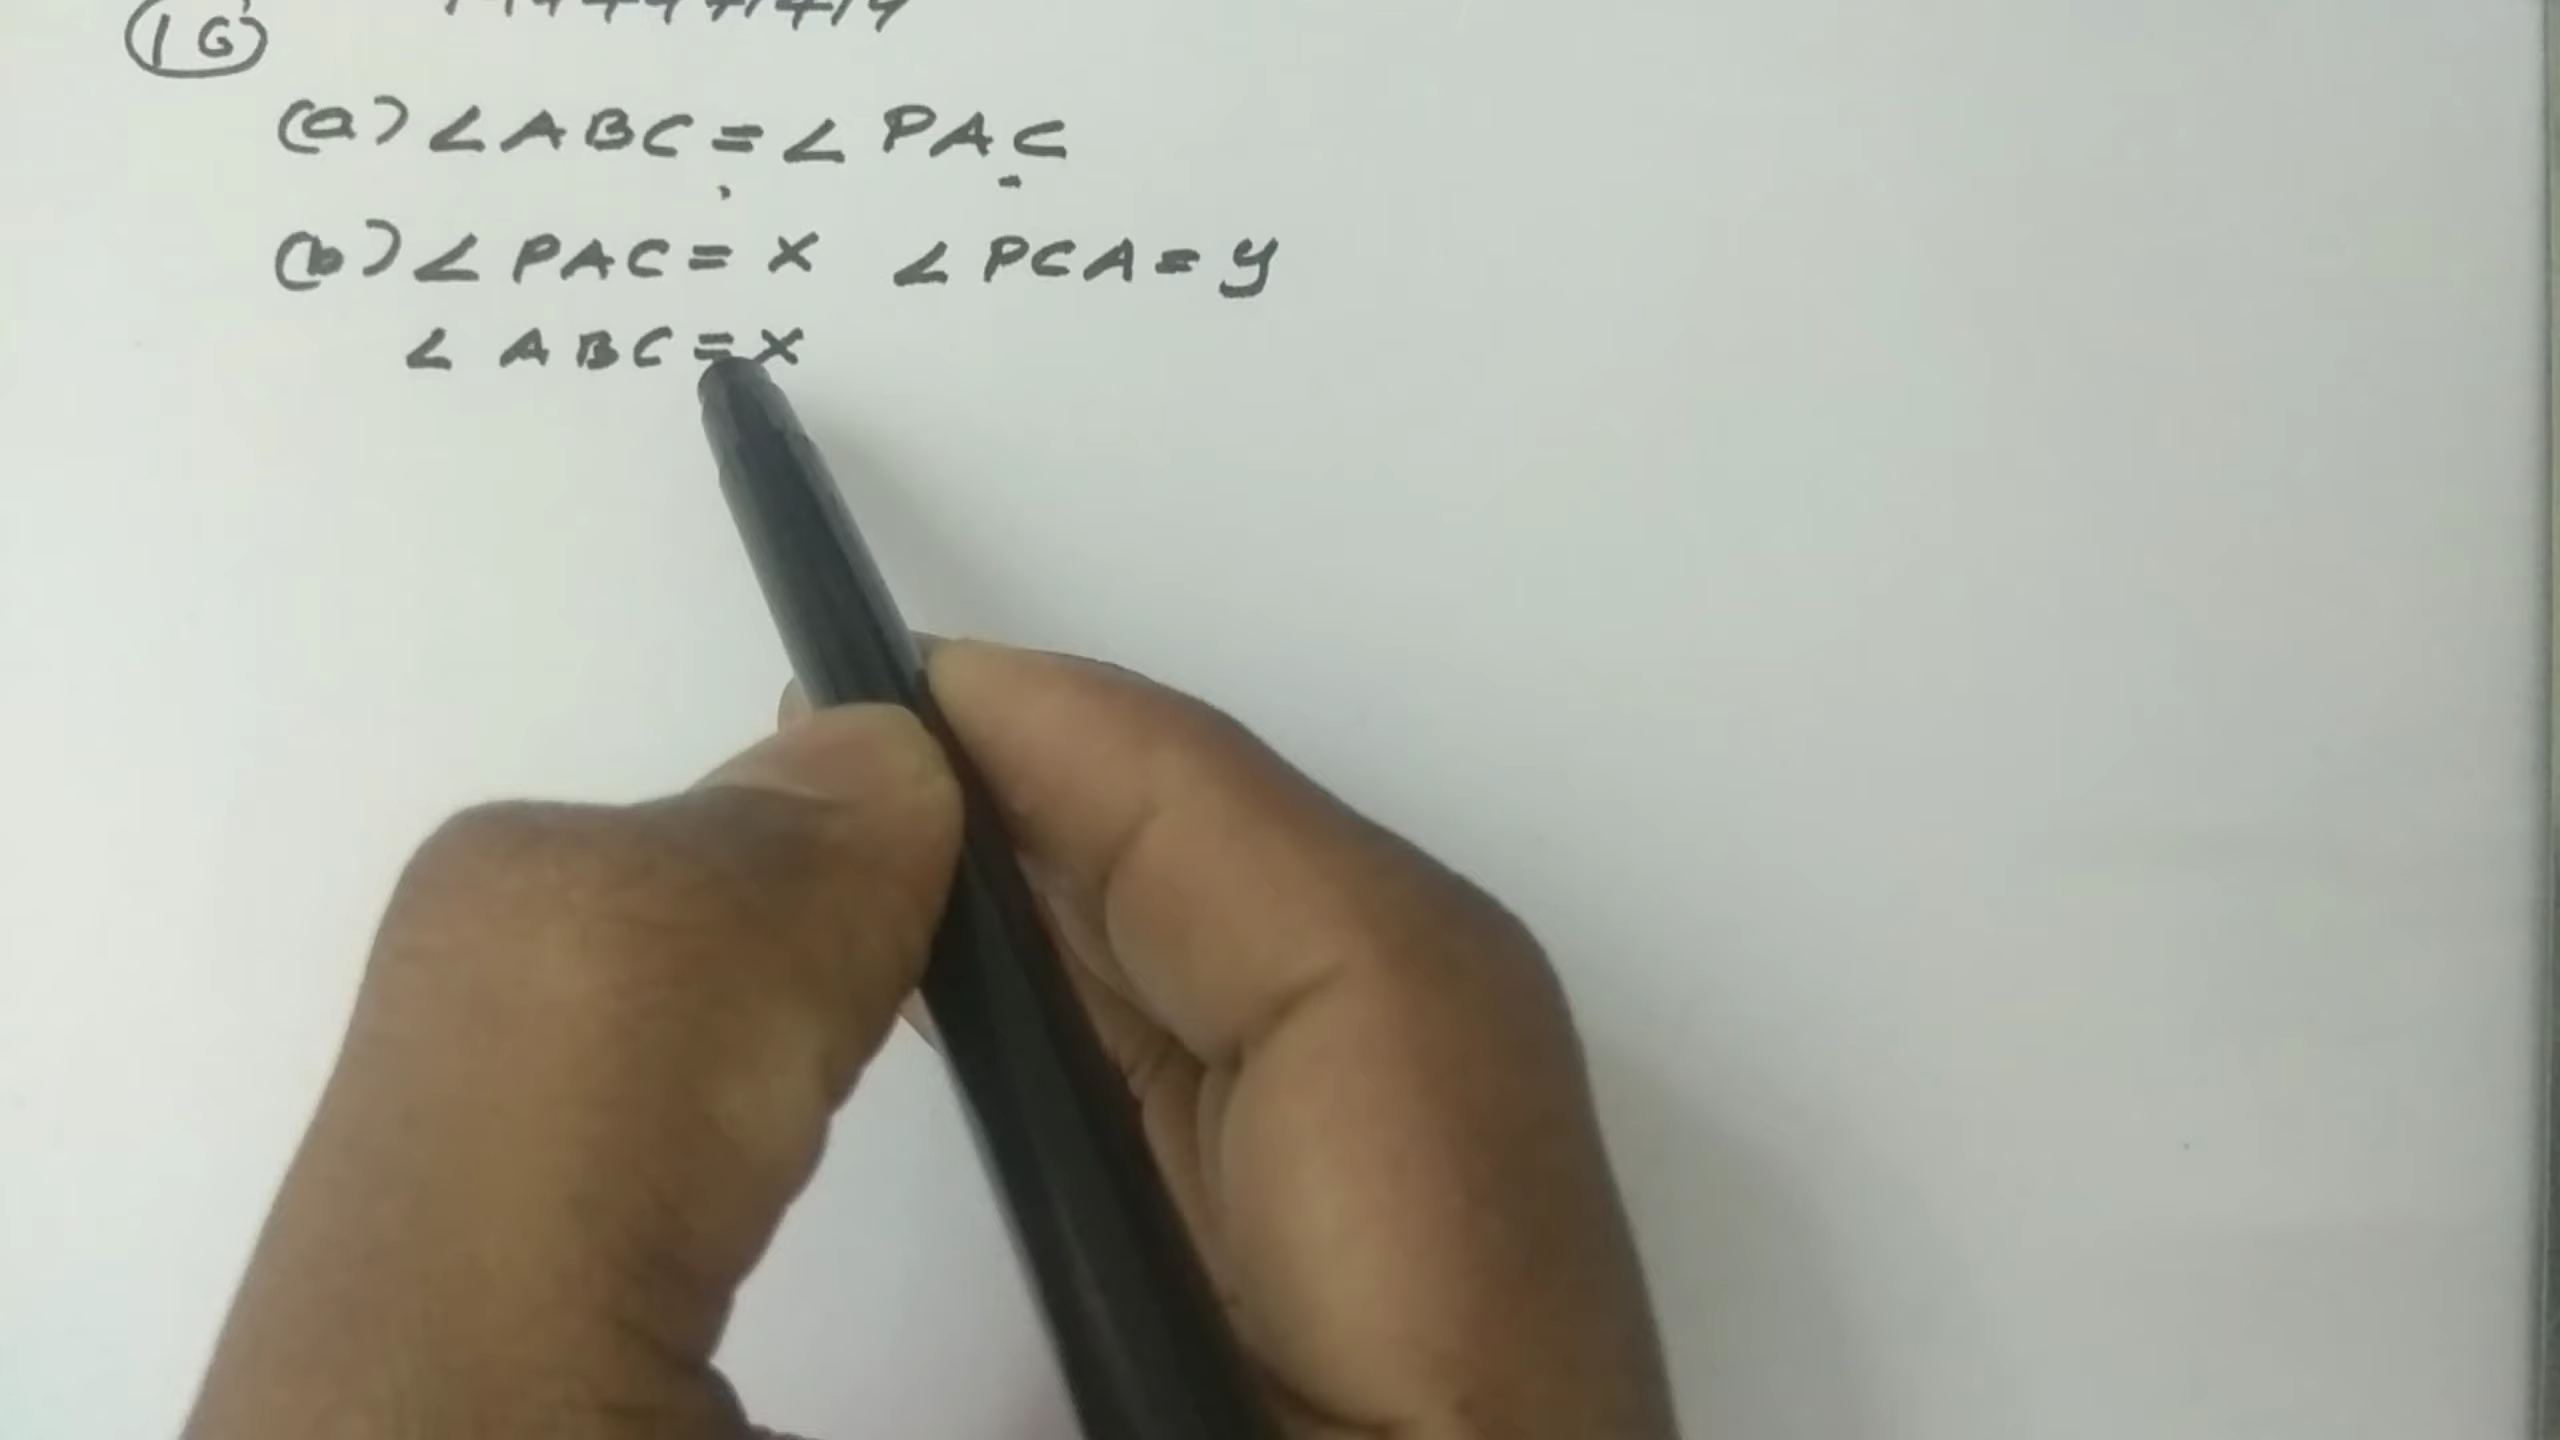 16
(a) ∠ABC = ∠PAC
(b) ∠PAC = x ∠PCA = y
∠ABC = x